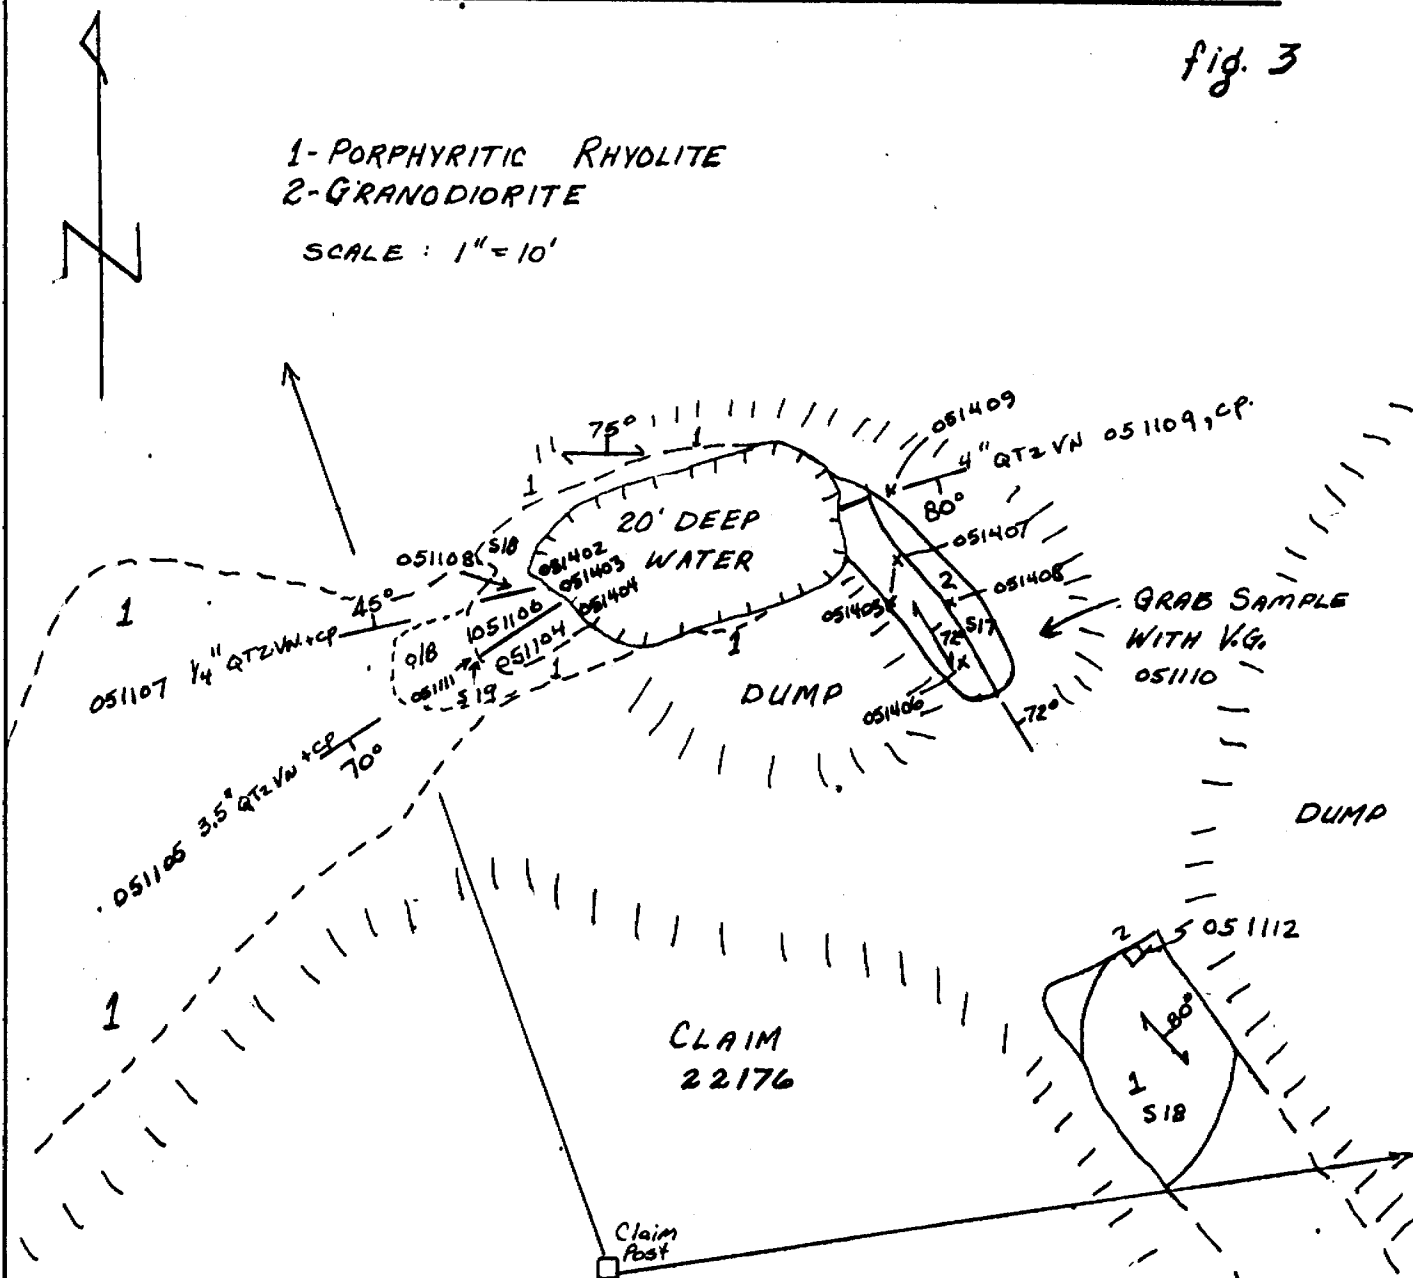 fig. 3
1- PORPHYRITIC RHYOLITE
2- GRANODIORITE
SCALE : 1" = 10'
N
75°
1
1
051409
4" QTZ VN 051109, CP.
80°
20' DEEP
WATER
051407
051408
2
051405
72°
S17
051406
72°
GRAB SAMPLE
WITH V.G.
051110
051108
S18
051402
051403
051404
45°
1
051107 1/4" QTZ VN + CP
051106
051104
051111
S19
1
1
DUMP
051105 3.5" QTZ VN + CP
70°
DUMP
1
CLAIM
22176
2
051112
80°
1
S18
Claim
Post